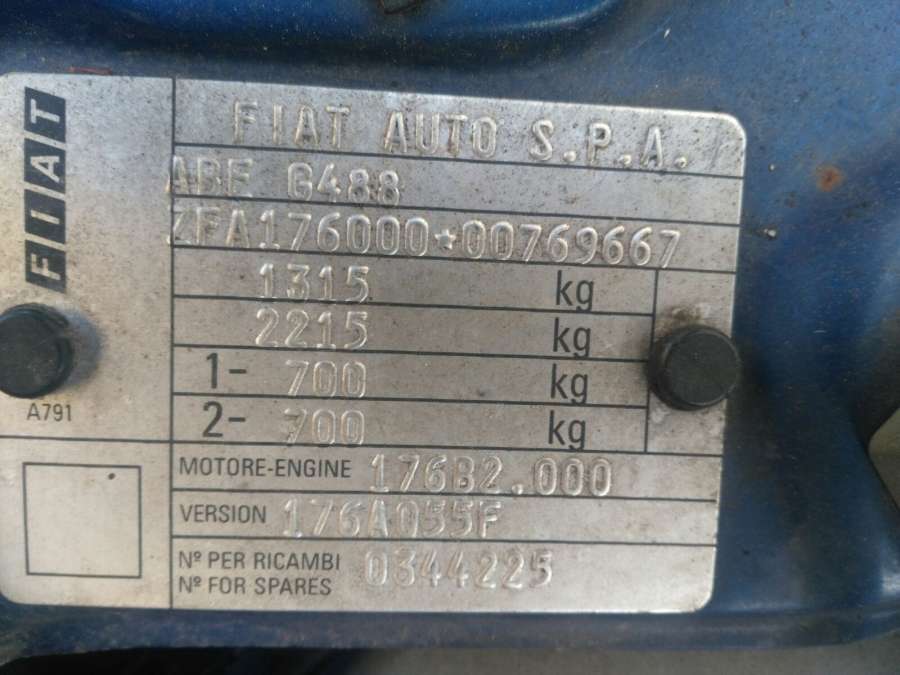 FIAT
FIAT AUTO S.P.A.
ABE G488
ZFA176000*00769667
1315 kg
2215 kg
1- 700 kg
2- 700 kg
A791
MOTORE-ENGINE 176B2.000
VERSION 176A055F
Nº PER RICAMBI
Nº FOR SPARES 0344225